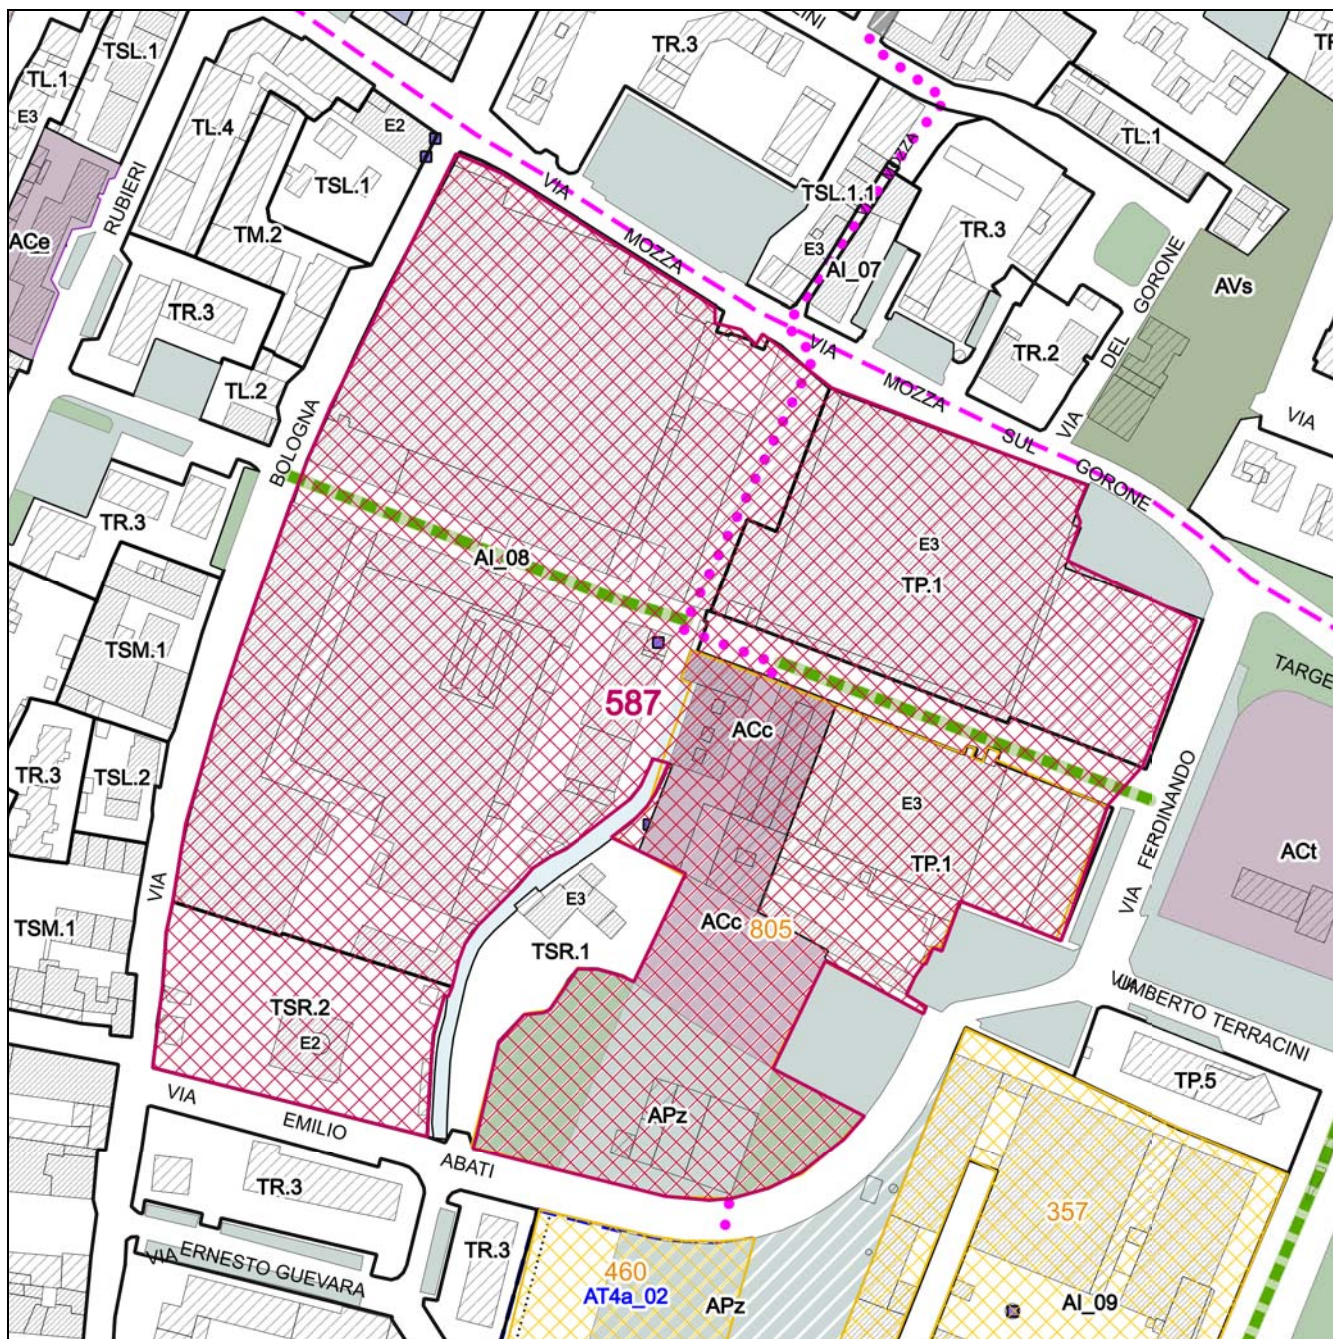 LINI
TSL.1
TR.3
TR
TL.1
E3
TL.4
E2
TL.1
TSL.1
MOZZA
TSL.1.1
RUBIERI
VIA
ACe
TM.2
MOZZA
E3
AI_07
TR.3
DEL GORONE
AVs
TR.3
VIA
TR.2
TL.2
MOZZA
VIA
VIA
BOLOGNA
SUL
GORONE
TR.3
AI_08
E3
TP.1
TSM.1
TARGE
587
ACc
TR.3
TSL.2
E3
FERDINANDO
ACt
TP.1
VIA
E3
VIA
TSM.1
ACc
805
TSR.1
VIA
UMBERTO TERRACINI
TSR.2
E2
TP.5
VIA
EMILIO
APz
ABATI
TR.3
357
TR.3
VIA
ERNESTO GUEVARA
460
AT4a_02
APz
AI_09